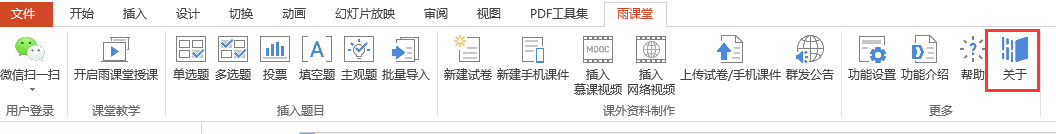 文件 开始 插入 设计 切换 动画 幻灯片放映 审阅 视图 PDF工具集 雨课堂
微信扫一扫 开启雨课堂授课 单选题 多选题 投票 填空题 主观题 批量导入 新建试卷 新建手机课件 插入 插入 上传试卷/手机课件 群发公告 功能设置 功能介绍 帮助 关于
慕课视频 网络视频
用户登录 课堂教学 插入题目 课外资料制作 更多